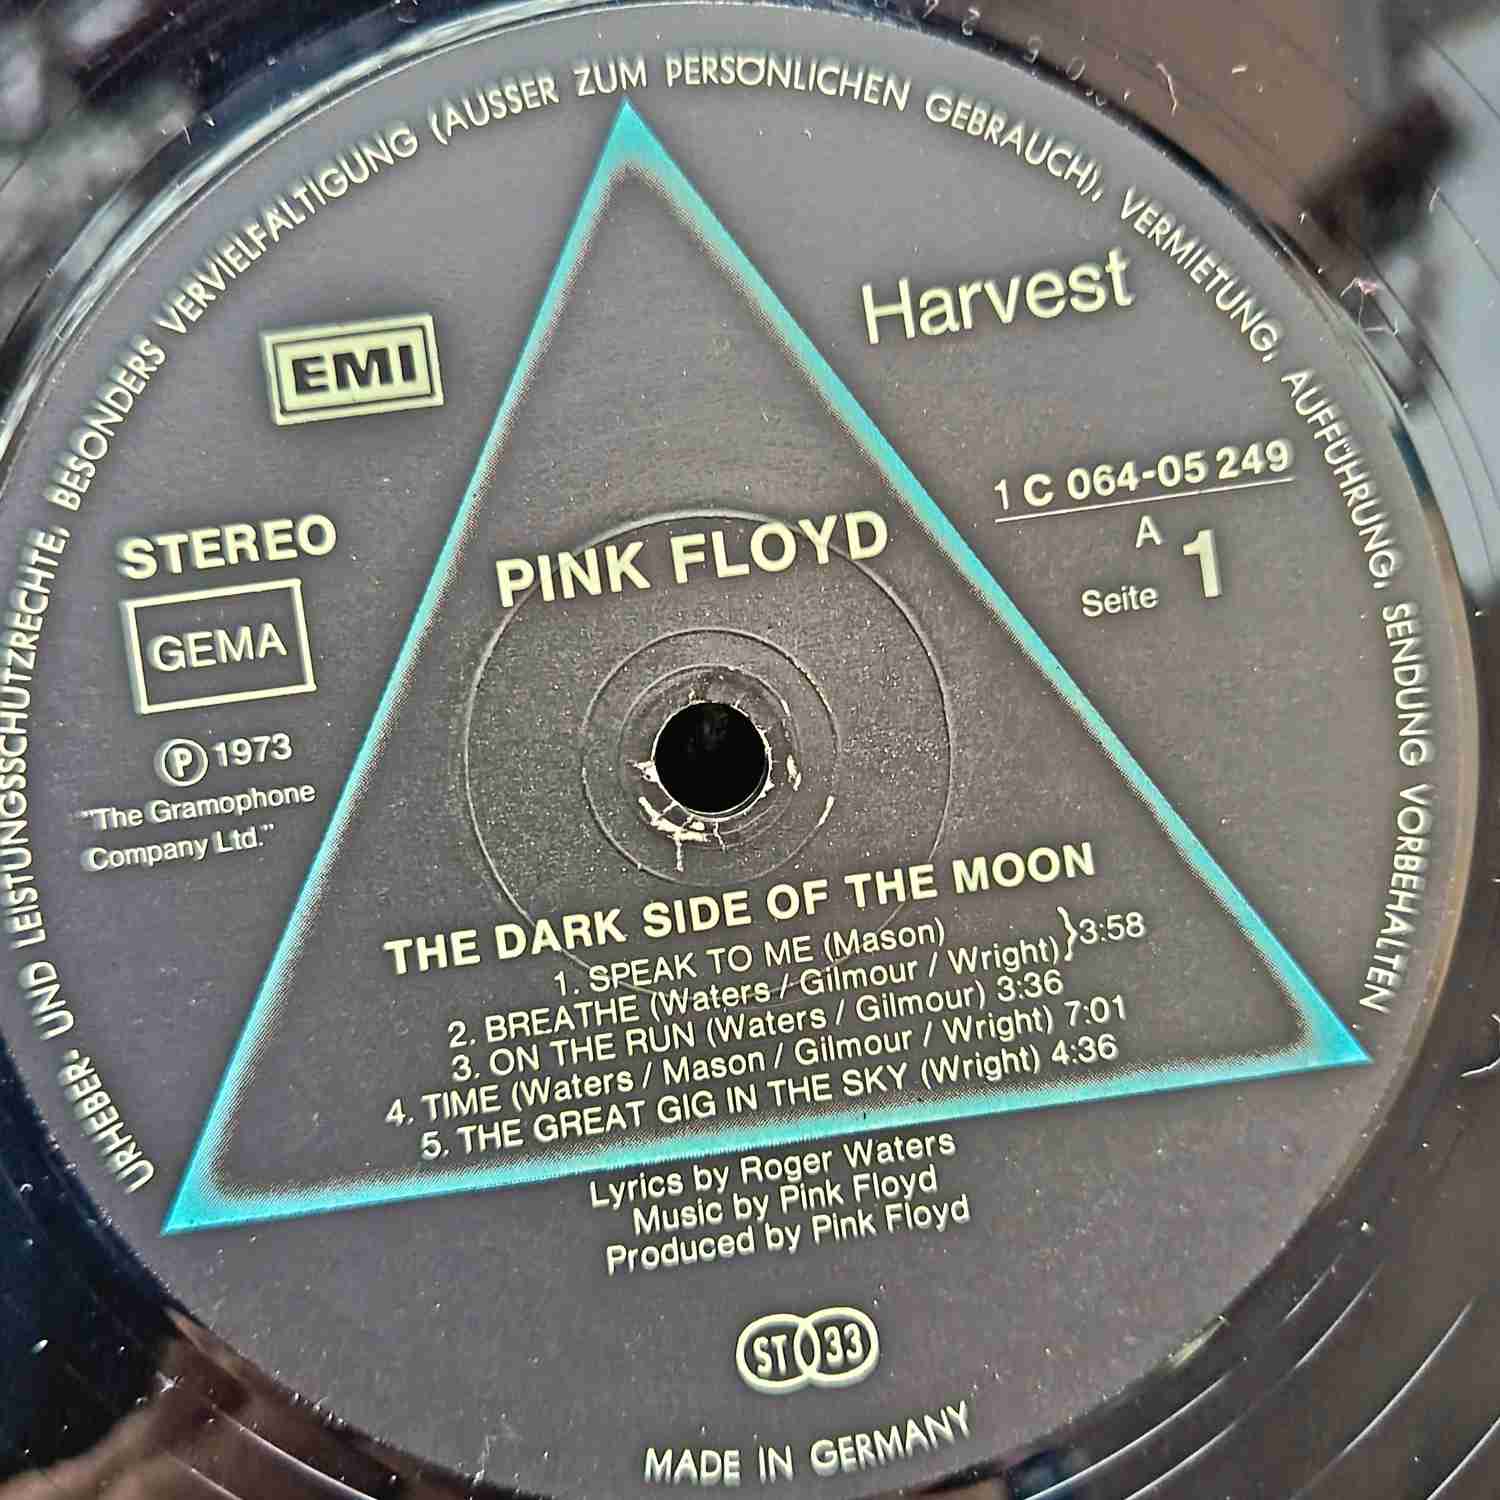 URHEBER- UND LEISTUNGSSCHUTZRECHTE, BESONDERS VERVIELFÄLTIGUNG (AUSSER ZUM PERSÖNLICHEN GEBRAUCH), VERMIETUNG, AUFFÜHRUNG, SENDUNG VORBEHALTEN
EMI
Harvest
STEREO
GEMA
℗ 1973
"The Gramophone
Company Ltd."
1 C 064-05 249
A
Seite 1
PINK FLOYD
THE DARK SIDE OF THE MOON
1. SPEAK TO ME (Mason)
2. BREATHE (Waters / Gilmour / Wright) }3:58
3. ON THE RUN (Waters / Gilmour) 3:36
4. TIME (Waters / Mason / Gilmour / Wright) 7:01
5. THE GREAT GIG IN THE SKY (Wright) 4:36
Lyrics by Roger Waters
Music by Pink Floyd
Produced by Pink Floyd
ST 33
MADE IN GERMANY